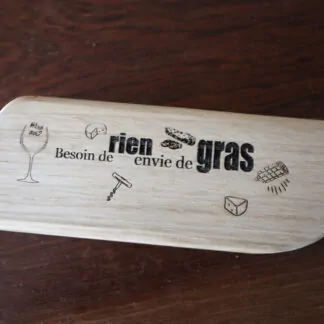 Besoin de rien envie de gras